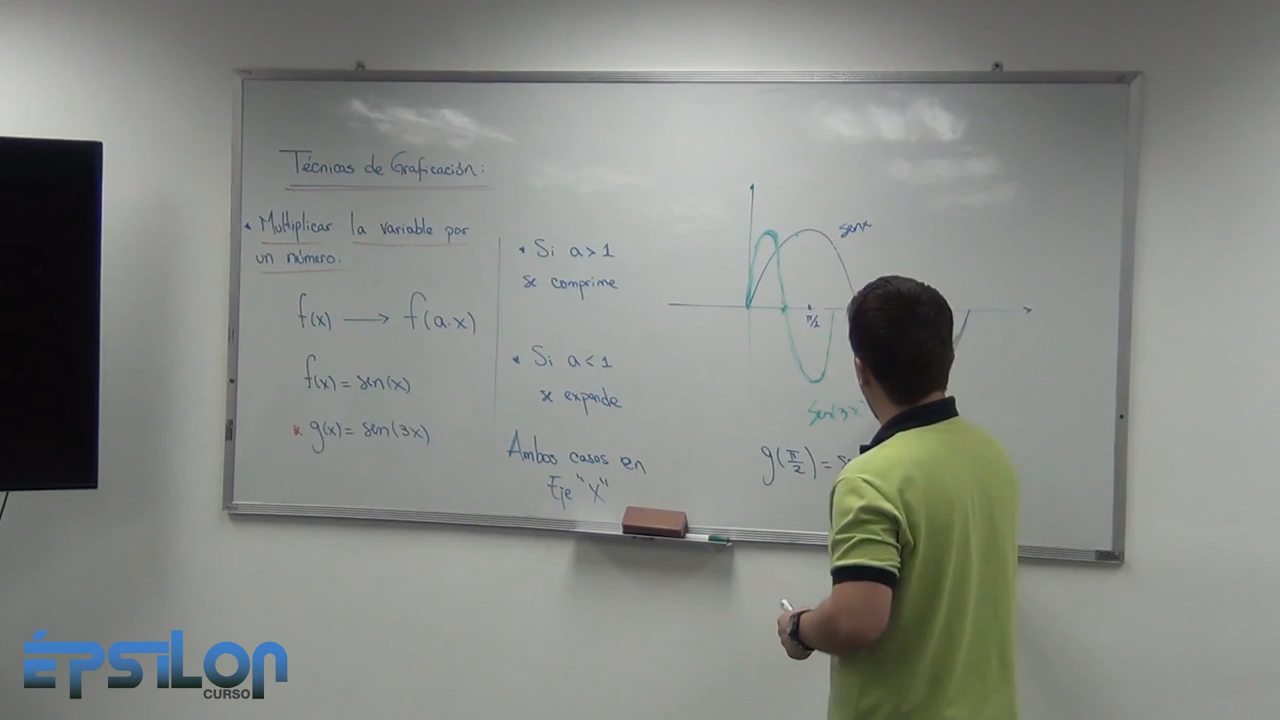 Técnicas de Graficación:
* Multiplicar la variable por
un número.
f(x) → f(a.x)
f(x) = sen(x)
* g(x) = sen(3x)
* Si a > 1
se comprime
* Si a < 1
se expande
Ambos casos en
Eje "X"
senx
π/2
sen(3x
g(π/2) =
ÉPSILON
CURSO